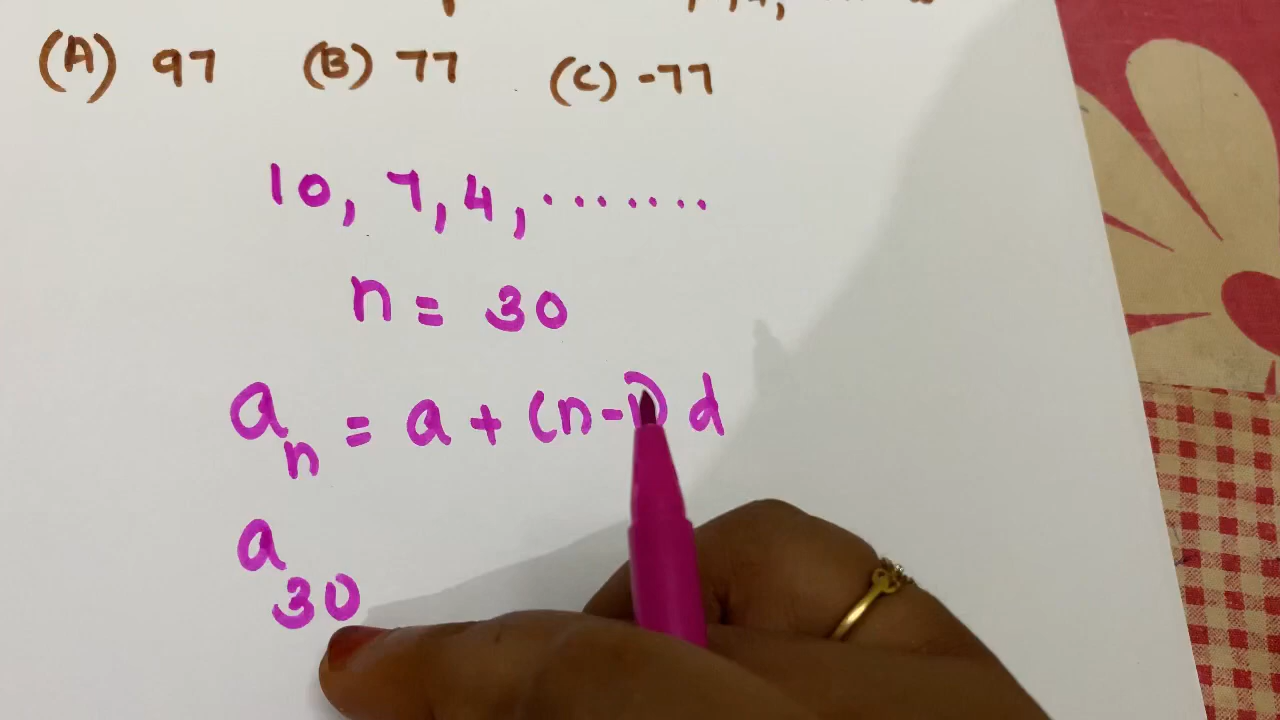 (A) 97 (B) 77 (C) -77
10, 7, 4, .......
n = 30
aₙ = a + (n-1) d
a₃₀